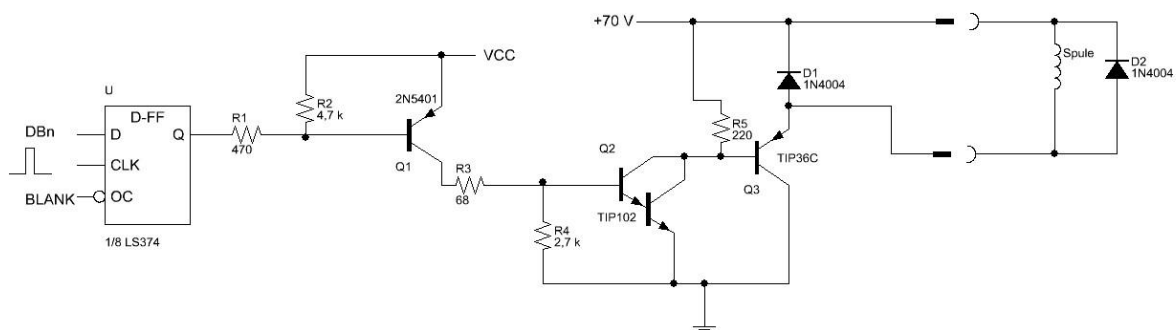 U
D-FF
DBn
D
Q
CLK
BLANK
OC
1/8 LS374
R1
470
R2
4,7 k
VCC
2N5401
Q1
R3
68
R4
2,7 k
Q2
TIP102
+70 V
R5
220
D1
1N4004
TIP36C
Q3
Spule
D2
1N4004